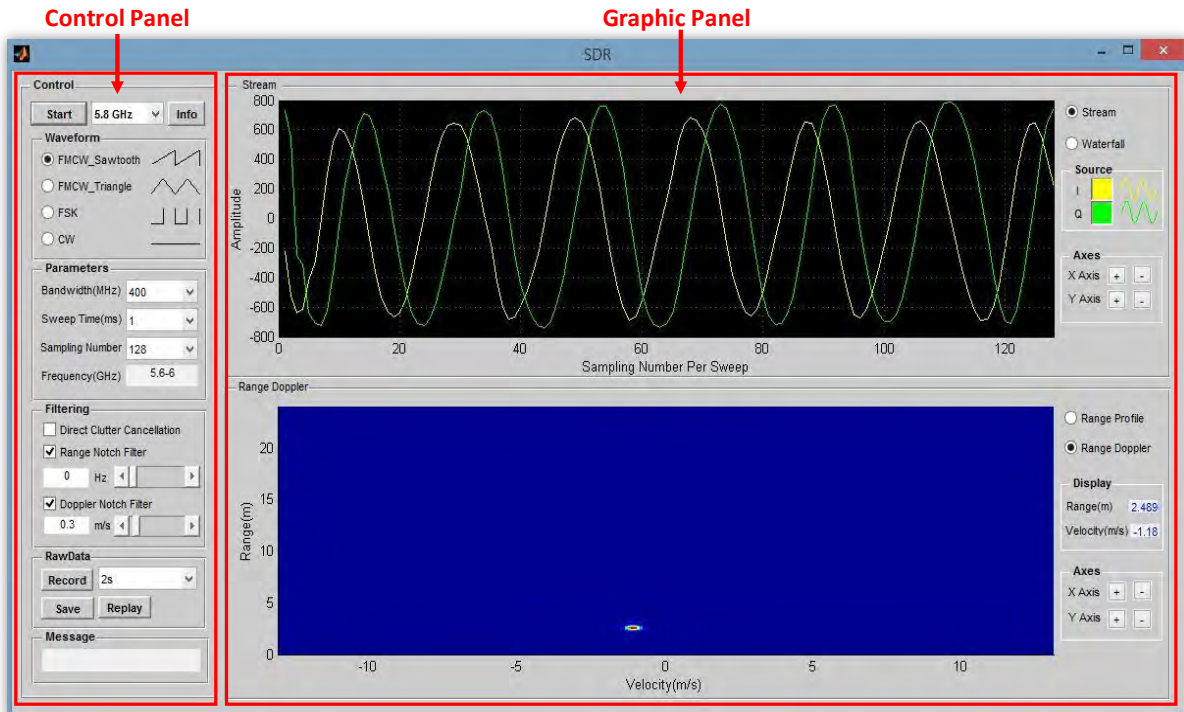 Control Panel
Graphic Panel
SDR
Control
Start 5.8 GHz Info
Waveform
FMCW_Sawtooth
FMCW_Triangle
FSK
CW
Parameters
Bandwidth(MHz) 400
Sweep Time(ms) 1
Sampling Number 128
Frequency(GHz) 5.6-6
Filtering
Direct Clutter Cancellation
Range Notch Filter
0 Hz
Doppler Notch Filter
0.3 m/s
RawData
Record 2s
Save Replay
Message
Stream
800
600
400
200
0
-200
-400
-600
-800
Amplitude
0 20 40 60 80 100 120
Sampling Number Per Sweep
Stream
Waterfall
Source
I
Q
Axes
X Axis + -
Y Axis + -
Range Doppler
20
15
10
5
0
Range(m)
-10 -5 0 5 10
Velocity(m/s)
Range Profile
Range Doppler
Display
Range(m) 2.489
Velocity(m/s) -1.18
Axes
X Axis + -
Y Axis + -